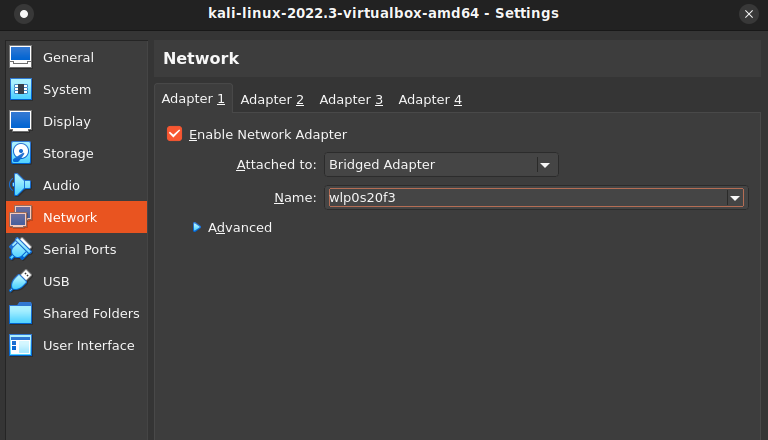 kali-linux-2022.3-virtualbox-amd64 - Settings
General
System
Display
Storage
Audio
Network
Serial Ports
USB
Shared Folders
User Interface
Network
Adapter 1 Adapter 2 Adapter 3 Adapter 4
Enable Network Adapter
Attached to: Bridged Adapter
Name: wlp0s20f3
Advanced